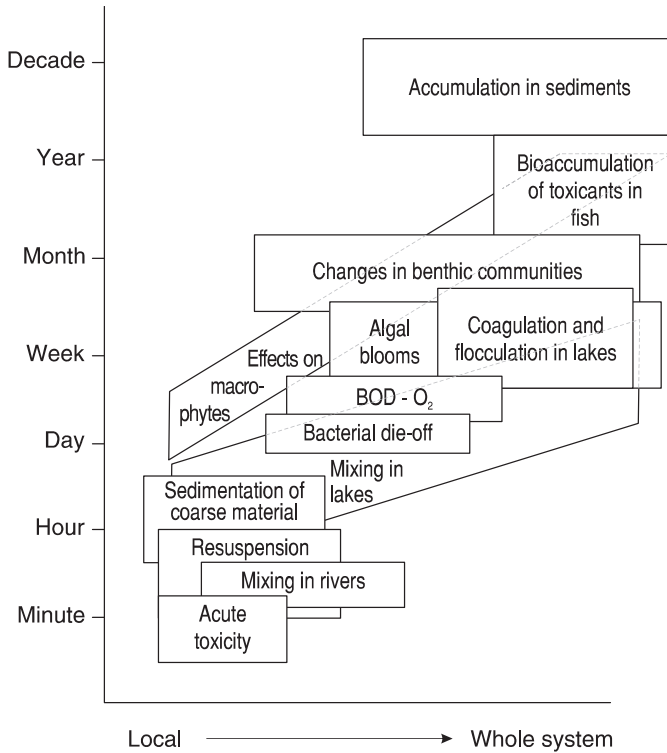 Decade
Accumulation in sediments
Year
Bioaccumulation
of toxicants in
fish
Month
Changes in benthic communities
Week
Effects on
macro-
phytes
Algal
blooms
Coagulation and
flocculation in lakes
BOD - O₂
Day
Bacterial die-off
Mixing in
lakes
Sedimentation of
coarse material
Hour
Resuspension
Mixing in rivers
Minute
Acute
toxicity
Local
Whole system